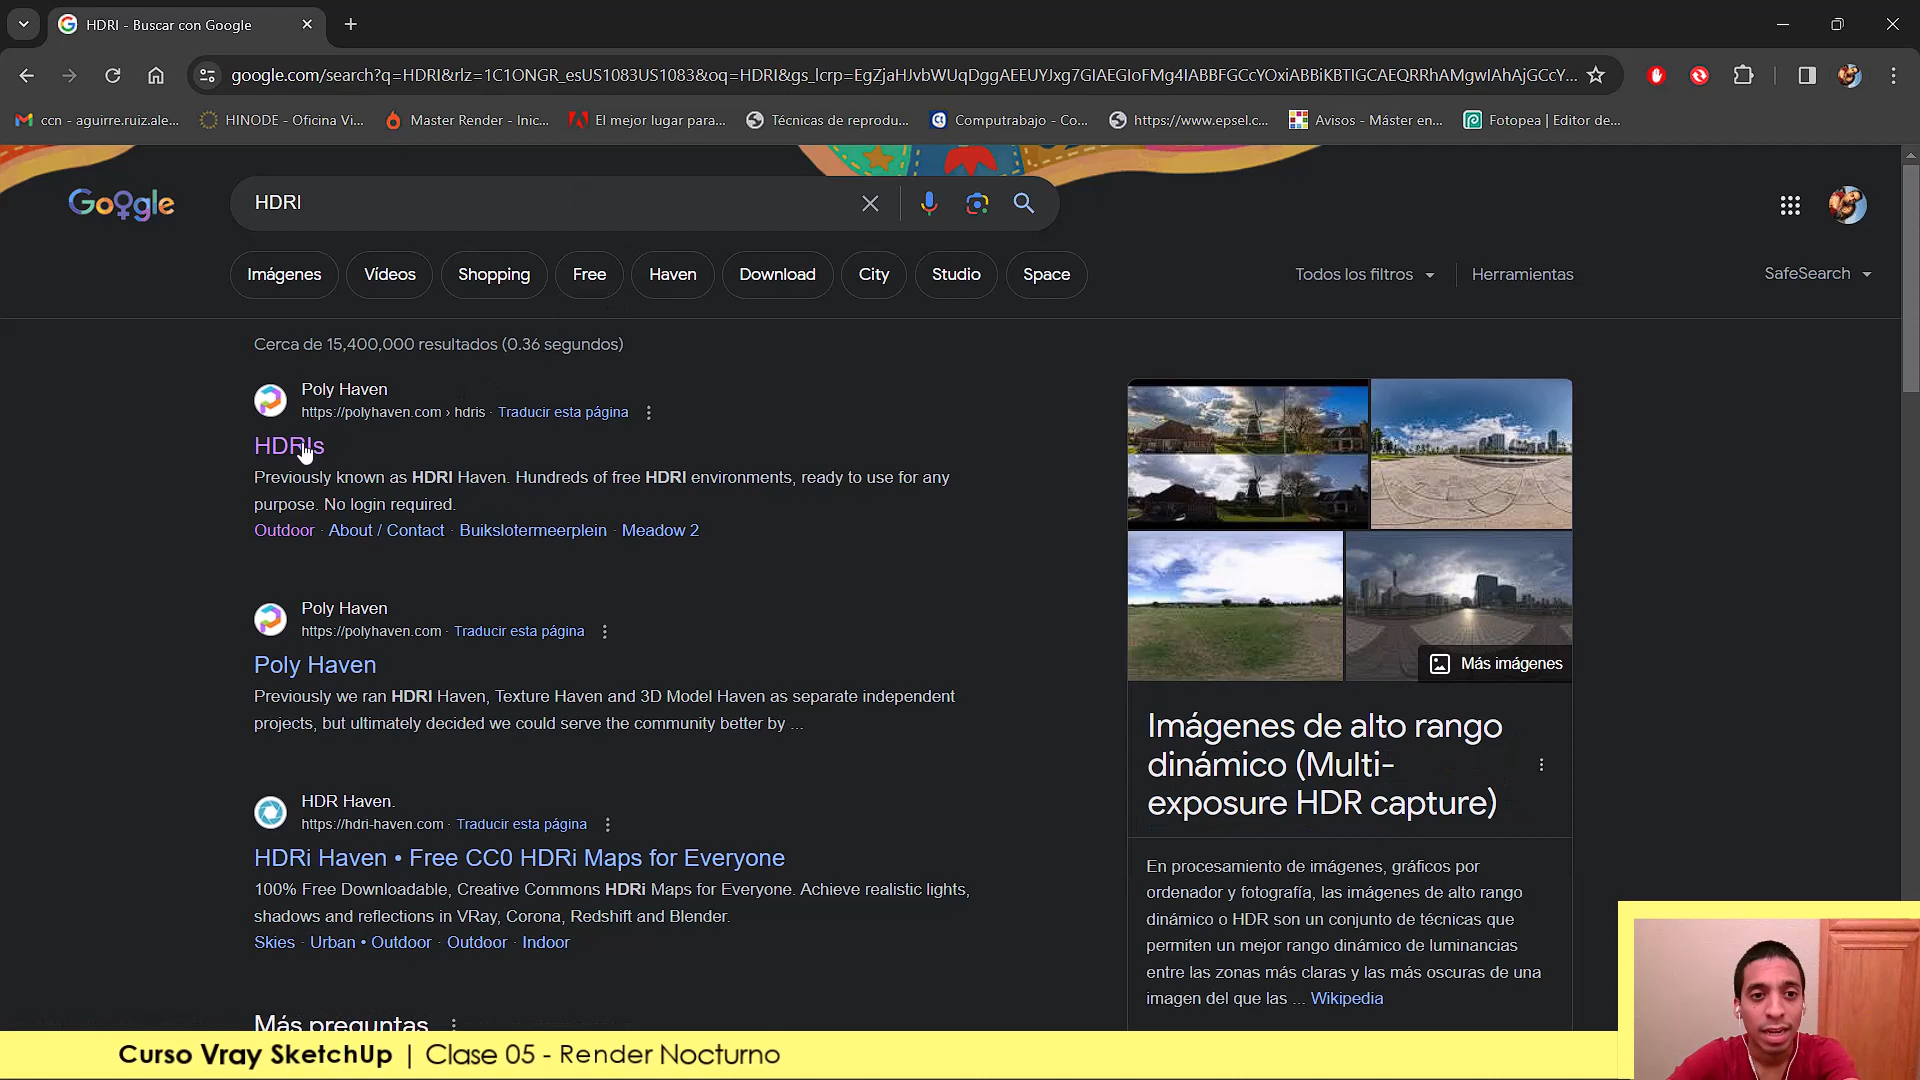 HDRI - Buscar con Google
google.com/search?q=HDRI&rlz=1C1ONGR_esUS1083US1083&oq=HDRI&gs_lcrp=EgZjaHJvbWUqDggAEEUYJxg7GIAEGIoFMg4IABBFGCcYOxiABBiKBTIGCAEQRRhAMgwIAhAjGCcY...
ccn - aguirre.ruiz.ale...
HINODE - Oficina Vi...
Master Render - Inic...
El mejor lugar para...
Técnicas de reprodu...
Computrabajo - Co...
https://www.epsel.c...
Avisos - Máster en...
Fotopea | Editor de...
Google
HDRI
Imágenes
Vídeos
Shopping
Free
Haven
Download
City
Studio
Space
Todos los filtros
Herramientas
SafeSearch
Cerca de 15,400,000 resultados (0.36 segundos)
Poly Haven
https://polyhaven.com › hdris · Traducir esta página
HDRIs
Previously known as HDRI Haven. Hundreds of free HDRI environments, ready to use for any
purpose. No login required.
Outdoor · About / Contact · Buikslotermeerplein · Meadow 2
Poly Haven
https://polyhaven.com · Traducir esta página
Poly Haven
Previously we ran HDRI Haven, Texture Haven and 3D Model Haven as separate independent
projects, but ultimately decided we could serve the community better by ...
HDR Haven.
https://hdri-haven.com · Traducir esta página
HDRi Haven • Free CC0 HDRi Maps for Everyone
100% Free Downloadable, Creative Commons HDRi Maps for Everyone. Achieve realistic lights,
shadows and reflections in VRay, Corona, Redshift and Blender.
Skies · Urban • Outdoor · Outdoor · Indoor
Más preguntas
Más imágenes
Imágenes de alto rango
dinámico (Multi-
exposure HDR capture)
En procesamiento de imágenes, gráficos por
ordenador y fotografía, las imágenes de alto rango
dinámico o HDR son un conjunto de técnicas que
permiten un mejor rango dinámico de luminancias
entre las zonas más claras y las más oscuras de una
imagen del que las ... Wikipedia
Curso Vray SketchUp | Clase 05 - Render Nocturno